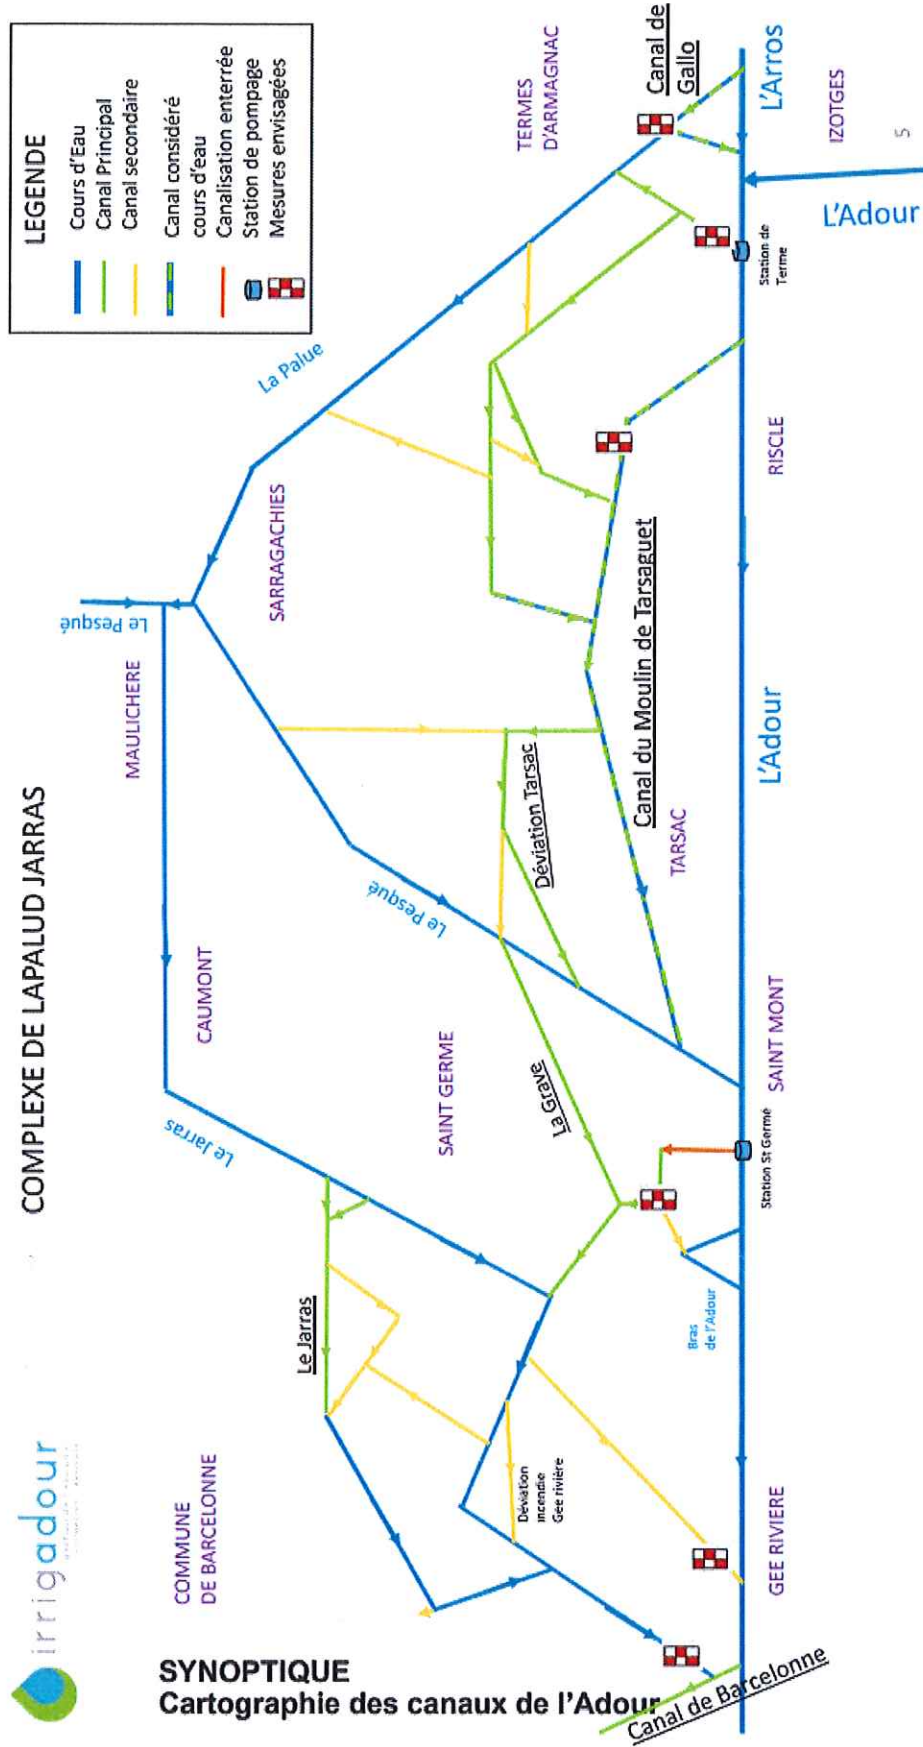 irrigadour
COMPLEXE DE LAPALUD JARRAS
SYNOPTIQUE
Cartographie des canaux de l'Adour
LEGENDE
Cours d'Eau
Canal Principal
Canal secondaire
Canal considéré
cours d'eau
Canalisation enterrée
Station de pompage
Mesures envisagées
COMMUNE
DE BARCELONNE
CAUMONT
MAULICHERE
Le Pesqué
SARRAGACHIES
La Palue
TERMES
D'ARMAGNAC
Canal de
Gallo
Le Jarras
Le Jarras
SAINT GERME
Le Pesqué
La Grave
Déviation Tarsac
Canal du Moulin de Tarsaguet
TARSAC
Déviation
incendie
Gée rivière
Bras
de l'Adour
Canal de Barcelonne
GEE RIVIERE
Station St Germé
SAINT MONT
L'Adour
RISCLE
Station de
Terme
L'Adour
L'Arros
IZOTGES
5